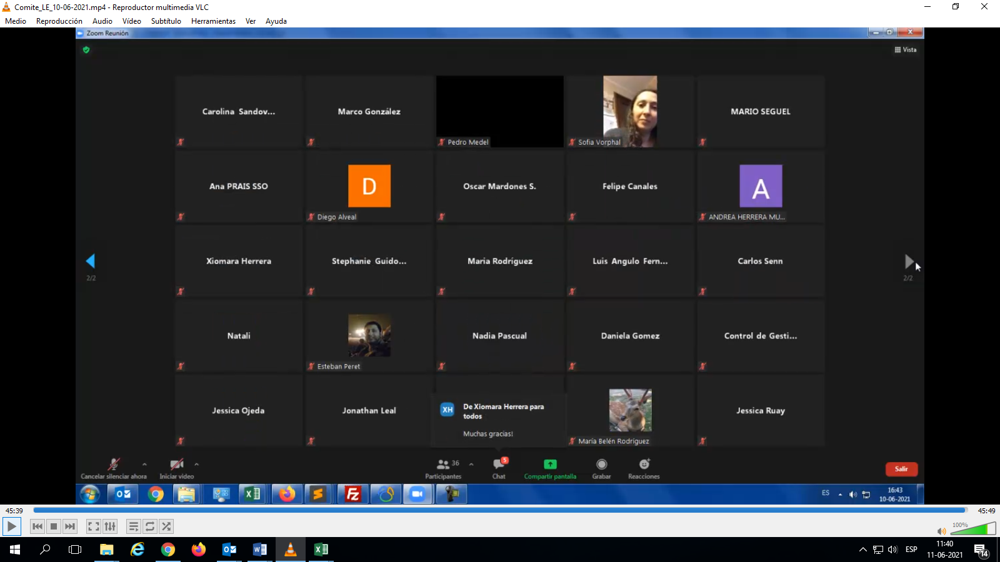 Comite_LE_10-06-2021.mp4 - Reproductor multimedia VLC
Medio Reproducción Audio Vídeo Subtítulo Herramientas Ver Ayuda
Zoom Reunión
Vista
Carolina Sandov...
Marco González
Pedro Medel
Sofia Vorphal
MARIO SEGUEL
Ana PRAIS SSO
D
Diego Alveal
Oscar Mardones S.
Felipe Canales
A
ANDREA HERRERA MU...
Xiomara Herrera
Stephanie Guido...
Maria Rodríguez
Luis Angulo Fern...
Carlos Senn
2/2
2/2
Natali
Esteban Peret
Nadia Pascual
Daniela Gomez
Control de Gesti...
Jessica Ojeda
Jonathan Leal
XH
De Xiomara Herrera para
todos
Muchas gracias!
María Belén Rodríguez
Jessica Ruay
Cancelar silenciar ahora
Iniciar video
36
Participantes
5
Chat
Compartir pantalla
Grabar
Reacciones
Salir
ES
16:43
10-06-2021
45:39
45:49
100%
ESP
11:40
11-06-2021
14